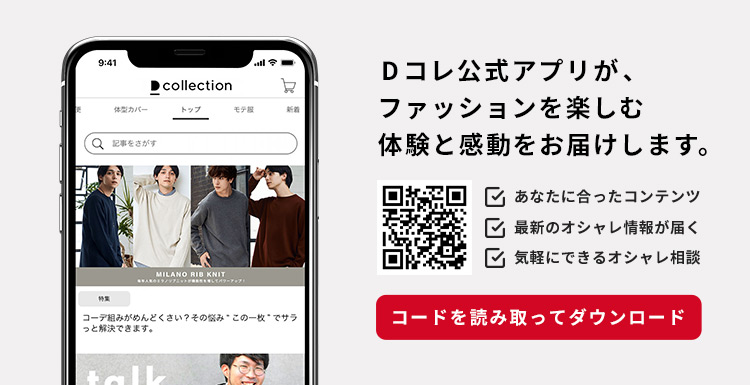 9:41
D collection
体型カバー
トップ
モテ服
新着
記事をさがす
MILANO RIB KNIT
特集
コーデ組みがめんどくさい？その悩み“この一枚”でサラ
っと解決できます。
talk
Dコレ公式アプリが、
ファッションを楽しむ
体験と感動をお届けします。
あなたに合ったコンテンツ
最新のオシャレ情報が届く
気軽にできるオシャレ相談
コードを読み取ってダウンロード